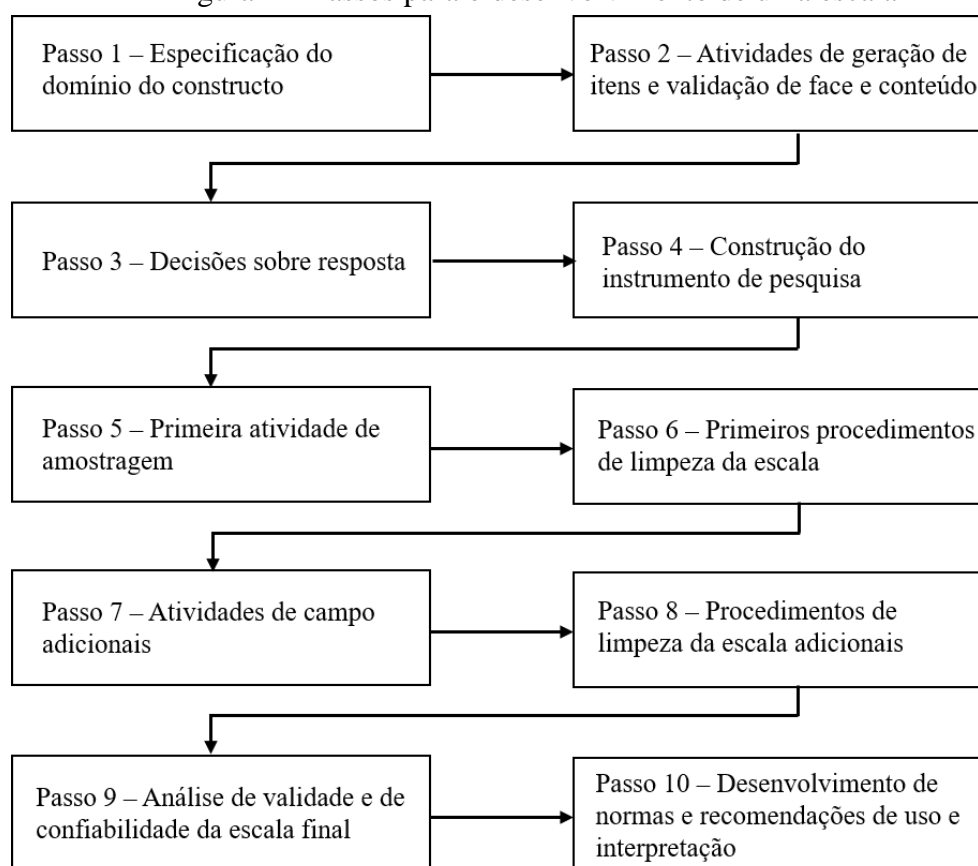 Passo 1 – Especificação do
domínio do constructo
Passo 2 – Atividades de geração de
itens e validação de face e conteúdo
Passo 3 – Decisões sobre resposta
Passo 4 – Construção do
instrumento de pesquisa
Passo 5 – Primeira atividade de
amostragem
Passo 6 – Primeiros procedimentos
de limpeza da escala
Passo 7 – Atividades de campo
adicionais
Passo 8 – Procedimentos de
limpeza da escala adicionais
Passo 9 – Análise de validade e de
confiabilidade da escala final
Passo 10 – Desenvolvimento de
normas e recomendações de uso e
interpretação